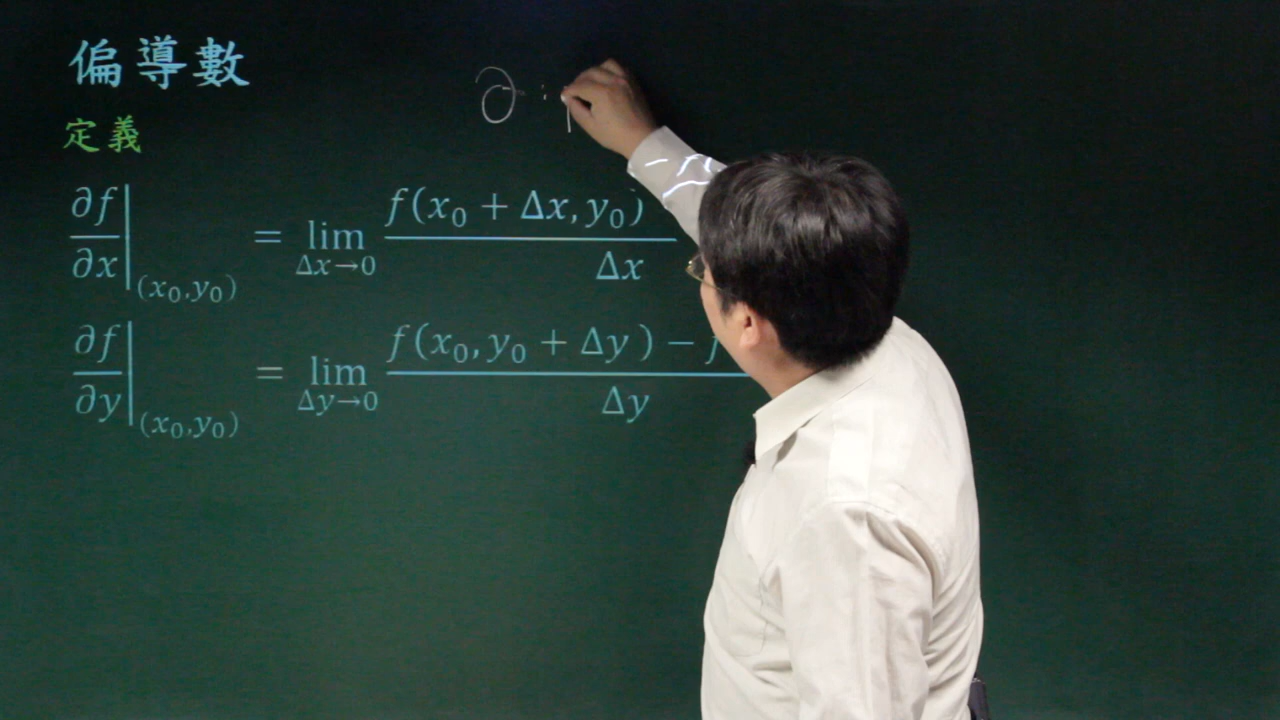 偏導數
∂ :
定義
∂f/∂x |(x₀,y₀) = lim Δx→0 f(x₀ + Δx, y₀) / Δx
∂f/∂y |(x₀,y₀) = lim Δy→0 f(x₀, y₀ + Δy) − f / Δy